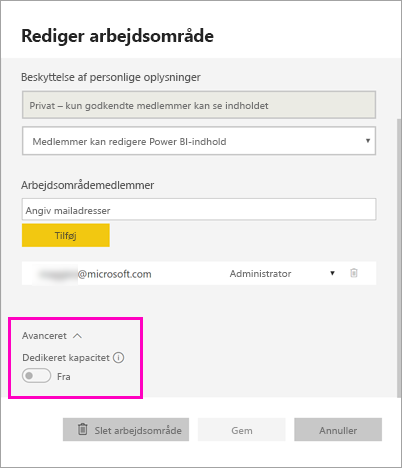 Rediger arbejdsområde
Beskyttelse af personlige oplysninger
Privat – kun godkendte medlemmer kan se indholdet
Medlemmer kan redigere Power BI-indhold
Arbejdsområdemedlemmer
Angiv mailadresser
Tilføj
@microsoft.com Administrator
Avanceret
Dedikeret kapacitet
Fra
Slet arbejdsområde Gem Annuller